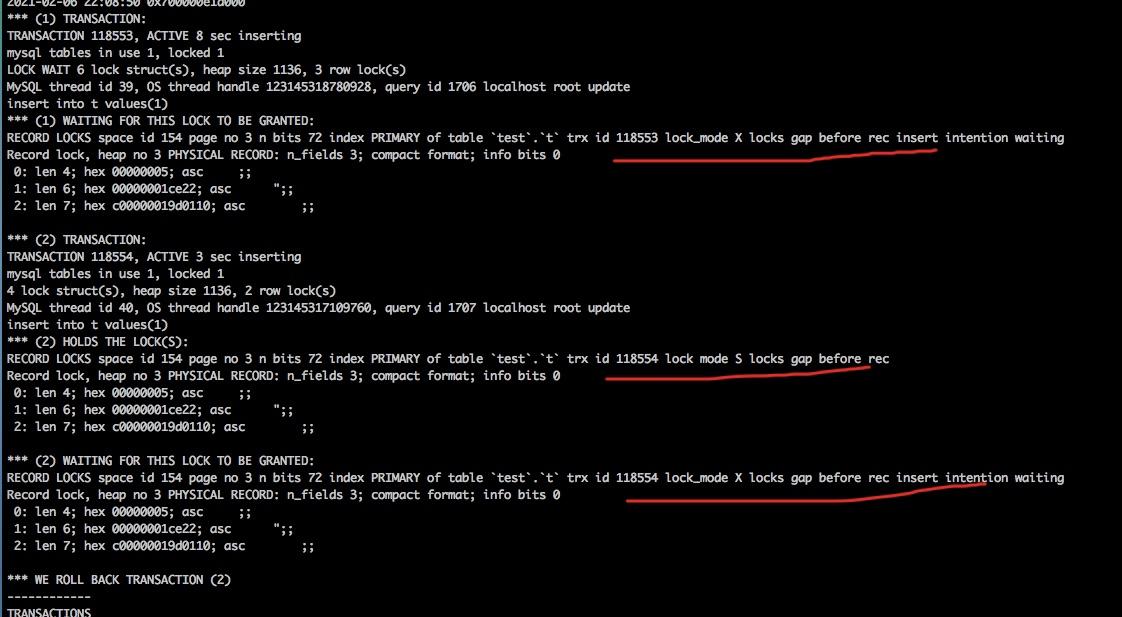 2021-02-06 22:08:50 0x700000e1d000
*** (1) TRANSACTION:
TRANSACTION 118553, ACTIVE 8 sec inserting
mysql tables in use 1, locked 1
LOCK WAIT 6 lock struct(s), heap size 1136, 3 row lock(s)
MySQL thread id 39, OS thread handle 123145318780928, query id 1706 localhost root update
insert into t values(1)
*** (1) WAITING FOR THIS LOCK TO BE GRANTED:
RECORD LOCKS space id 154 page no 3 n bits 72 index PRIMARY of table `test`.`t` trx id 118553 lock_mode X locks gap before rec insert intention waiting
Record lock, heap no 3 PHYSICAL RECORD: n_fields 3; compact format; info bits 0
 0: len 4; hex 00000005; asc     ;;
 1: len 6; hex 00000001ce22; asc      ";;
 2: len 7; hex c00000019d0110; asc        ;;

*** (2) TRANSACTION:
TRANSACTION 118554, ACTIVE 3 sec inserting
mysql tables in use 1, locked 1
4 lock struct(s), heap size 1136, 2 row lock(s)
MySQL thread id 40, OS thread handle 123145317109760, query id 1707 localhost root update
insert into t values(1)
*** (2) HOLDS THE LOCK(S):
RECORD LOCKS space id 154 page no 3 n bits 72 index PRIMARY of table `test`.`t` trx id 118554 lock mode S locks gap before rec
Record lock, heap no 3 PHYSICAL RECORD: n_fields 3; compact format; info bits 0
 0: len 4; hex 00000005; asc     ;;
 1: len 6; hex 00000001ce22; asc      ";;
 2: len 7; hex c00000019d0110; asc        ;;

*** (2) WAITING FOR THIS LOCK TO BE GRANTED:
RECORD LOCKS space id 154 page no 3 n bits 72 index PRIMARY of table `test`.`t` trx id 118554 lock_mode X locks gap before rec insert intention waiting
Record lock, heap no 3 PHYSICAL RECORD: n_fields 3; compact format; info bits 0
 0: len 4; hex 00000005; asc     ;;
 1: len 6; hex 00000001ce22; asc      ";;
 2: len 7; hex c00000019d0110; asc        ;;

*** WE ROLL BACK TRANSACTION (2)
------------
TRANSACTIONS